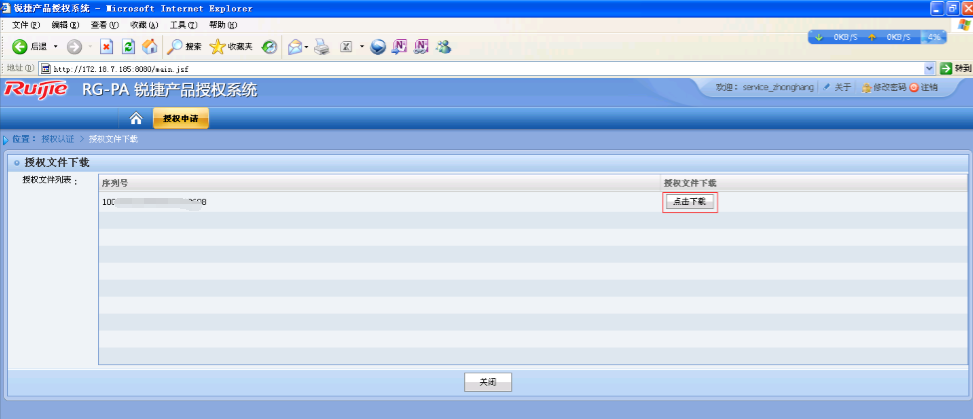 锐捷产品授权系统 - Microsoft Internet Explorer
文件(F) 编辑(E) 查看(V) 收藏(A) 工具(T) 帮助(H)
0KB/S 0KB/S 4%
后退 搜索 收藏夹
地址(D) http://172.18.7.185:8080/main.jsf 转到
Ruijie RG-PA 锐捷产品授权系统 欢迎: service_zhonghang 关于 修改密码 注销
授权申请
位置: 授权认证 > 授权文件下载
授权文件下载
授权文件列表: 序列号 授权文件下载
点击下载
关闭